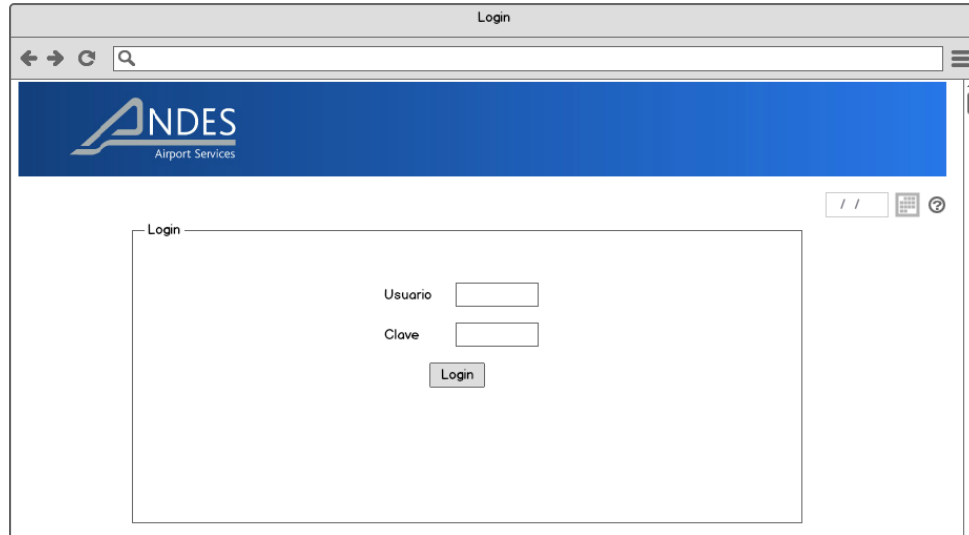 Login
ANDES
Airport Services
/ /
Login
Usuario
Clave
Login